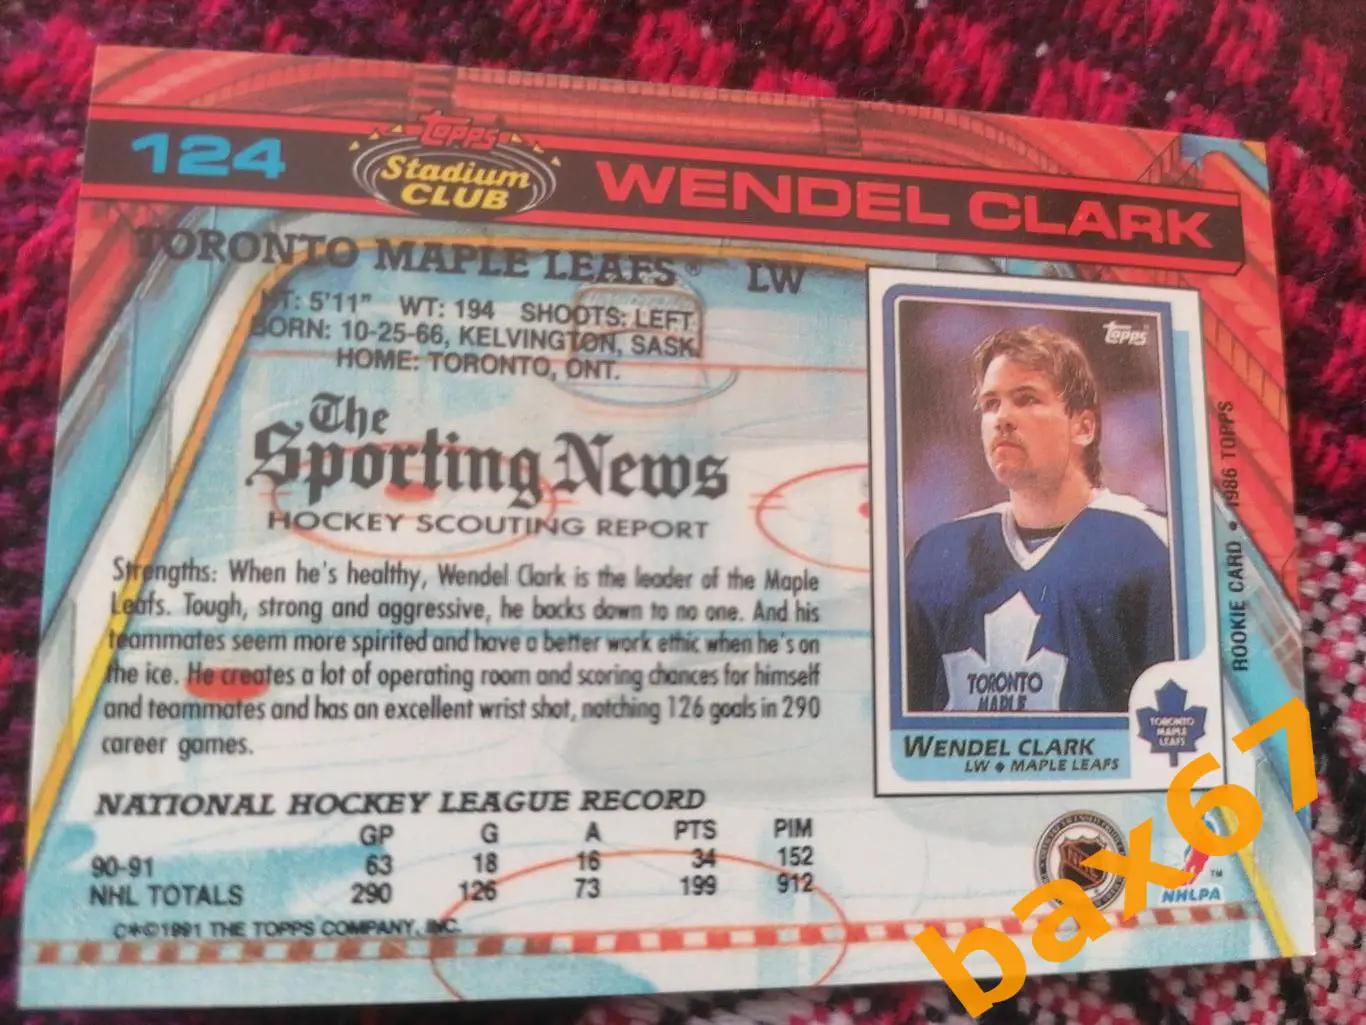 124
Topps
Stadium
CLUB
WENDEL CLARK
TORONTO MAPLE LEAFS® LW
HT: 5'11" WT: 194 SHOOTS: LEFT
BORN: 10-25-66, KELVINGTON, SASK.
HOME: TORONTO, ONT.
The
Sporting News
HOCKEY SCOUTING REPORT
Strengths: When he's healthy, Wendel Clark is the leader of the Maple
Leafs. Tough, strong and aggressive, he backs down to no one. And his
teammates seem more spirited and have a better work ethic when he's on
the ice. He creates a lot of operating room and scoring chances for himself
and teammates and has an excellent wrist shot, notching 126 goals in 290
career games.
NATIONAL HOCKEY LEAGUE RECORD
GP G A PTS PIM
90-91 63 18 16 34 152
NHL TOTALS 290 126 73 199 912
C*©1991 THE TOPPS COMPANY, INC.
Topps
TORONTO
MAPLE
TORONTO
MAPLE
LEAFS
WENDEL CLARK
LW ◆ MAPLE LEAFS
ROOKIE CARD • 1986 TOPPS
NHL
NHLPA
™
bax67